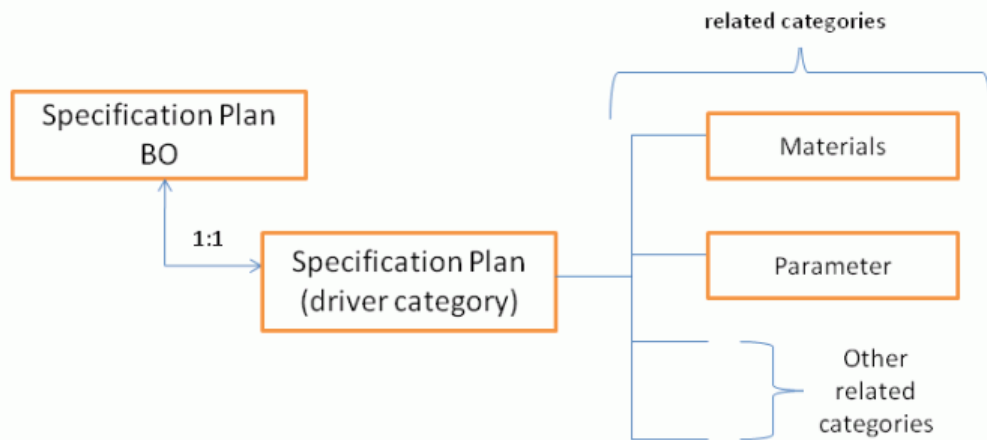 related categories
Specification Plan
BO
Materials
1:1
Specification Plan
(driver category)
Parameter
Other
related
categories